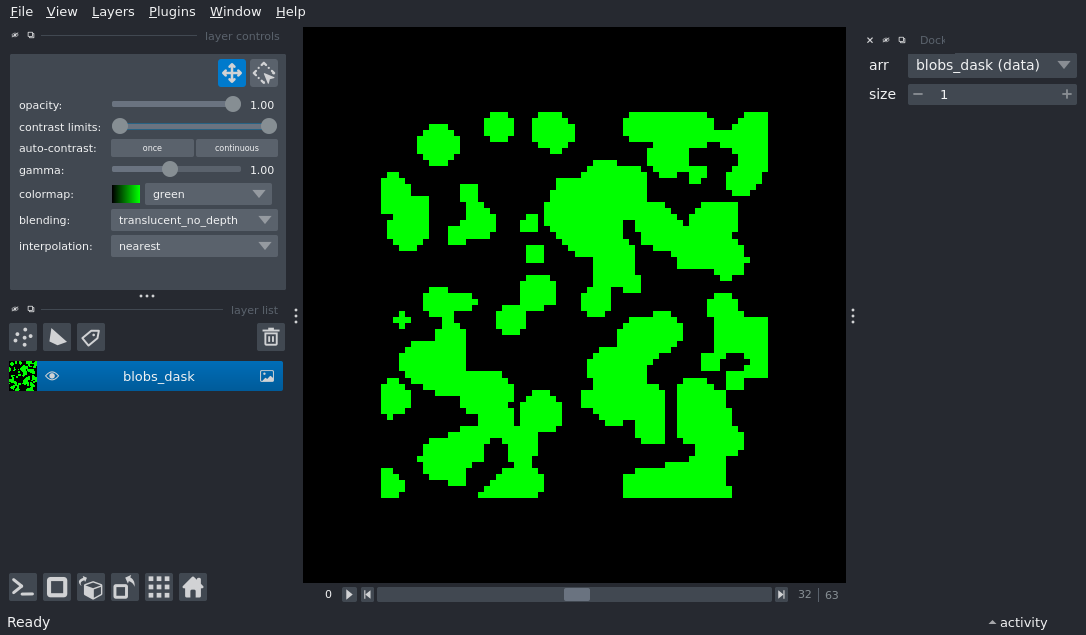 File View Layers Plugins Window Help
layer controls
opacity: 1.00
contrast limits:
auto-contrast: once continuous
gamma: 1.00
colormap: green
blending: translucent_no_depth
interpolation: nearest
layer list
blobs_dask
0 32 63
Dock
arr blobs_dask (data)
size 1
Ready
activity